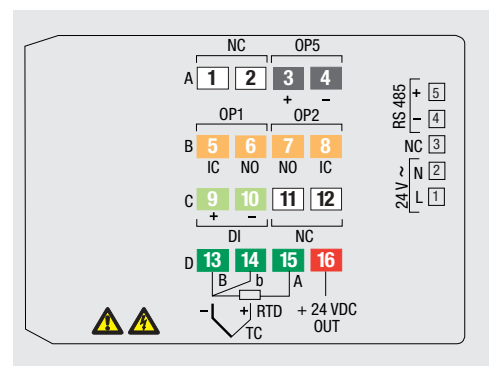 NC OP5
A 1 2 3 4
+ −
OP1 OP2
B 5 6 7 8
IC NO NO IC
C 9 10 11 12
+ −
DI NC
D 13 14 15 16
B b A
− + RTD + 24 VDC
TC OUT
RS 485 + 5
− 4
NC 3
24V ~ N 2
L 1